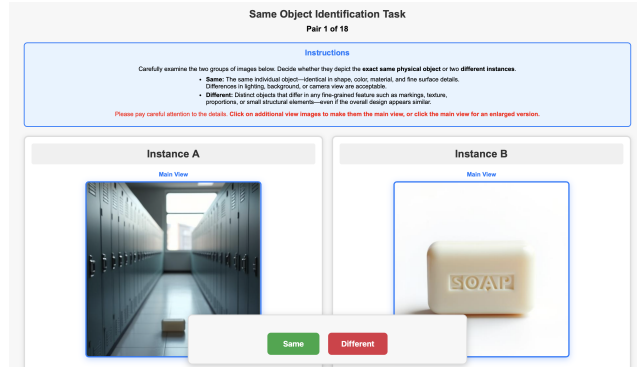 Same Object Identification Task
Pair 1 of 18
Instructions
Carefully examine the two groups of images below. Decide whether they depict the exact same physical object or two different instances.
• Same: The same individual object—identical in shape, color, material, and fine surface details.
Differences in lighting, background, or camera view are acceptable.
• Different: Distinct objects that differ in any fine-grained feature such as markings, texture,
proportions, or small structural elements—even if the overall design appears similar.
Please pay careful attention to the details. Click on additional view images to make them the main view, or click the main view for an enlarged version.
Instance A
Main View
Instance B
Main View
SOAP
Same
Different